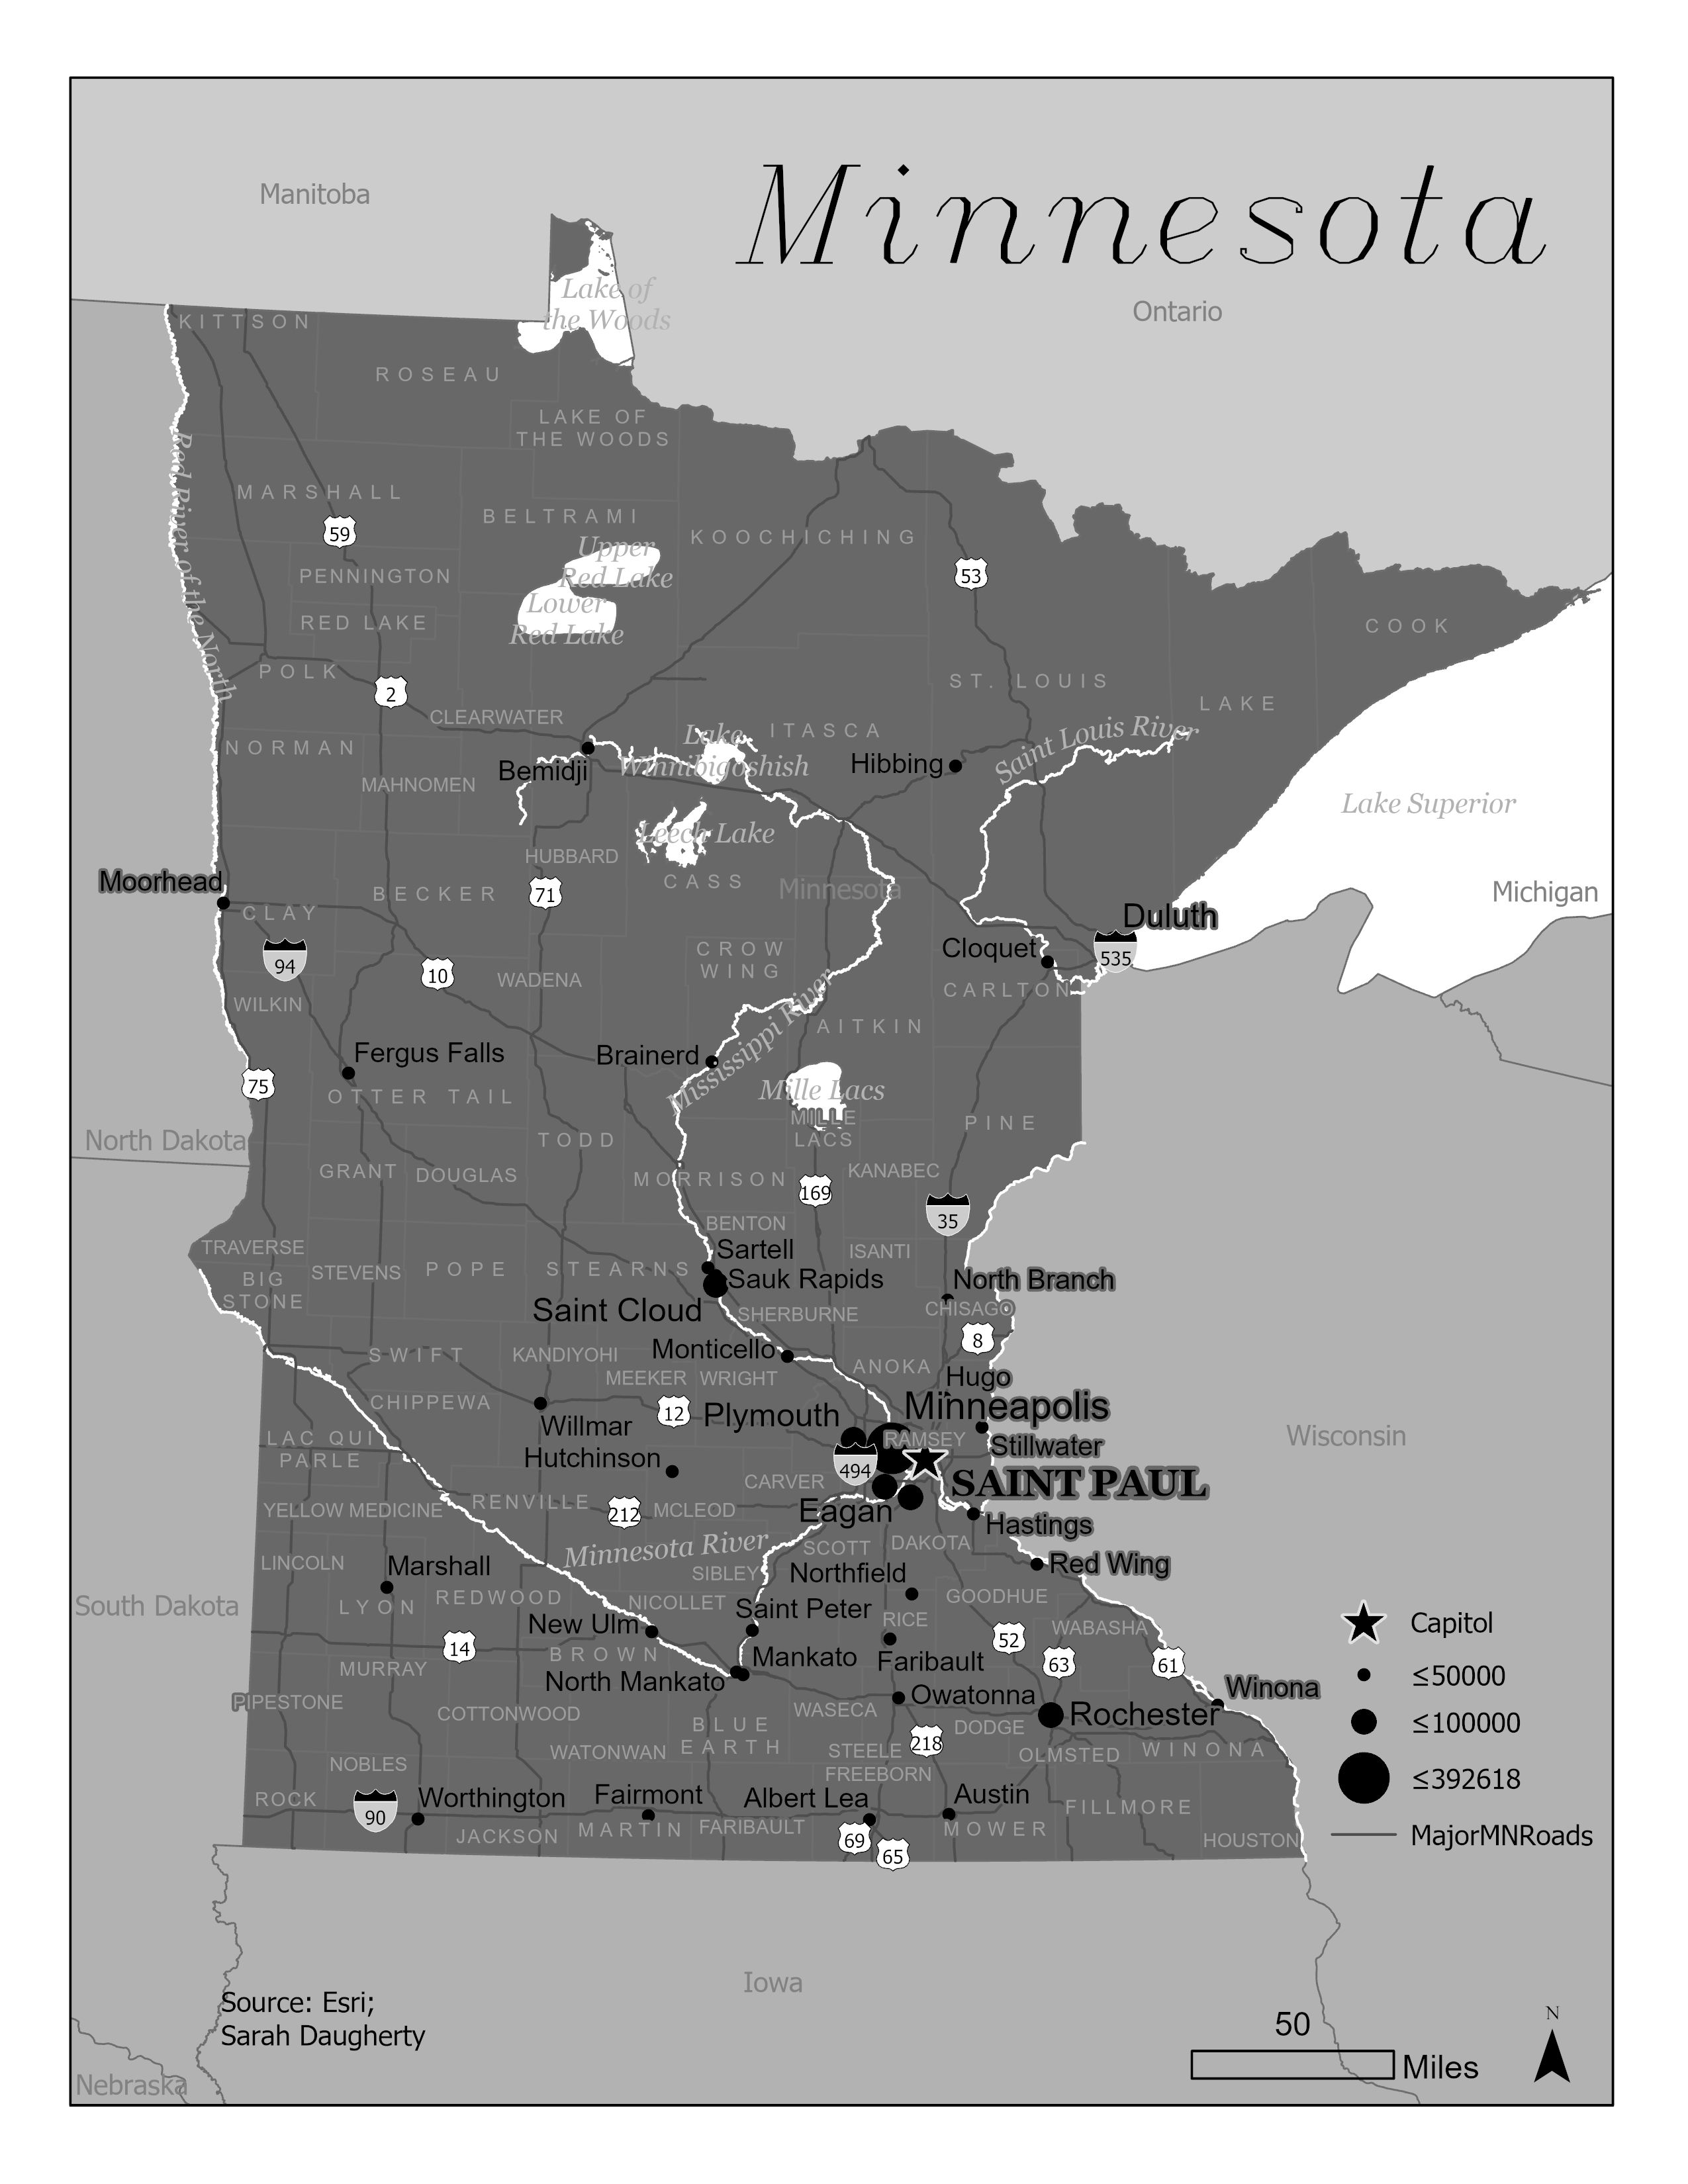 Minnesota
Manitoba
Ontario
Lake of
the Woods
KITTSON
ROSEAU
LAKE OF
THE WOODS
Red River of the North
MARSHALL
BELTRAMI
KOOCHICHING
59
53
Upper
Red Lake
Lower
Red Lake
PENNINGTON
RED LAKE
COOK
POLK
2
ST. LOUIS
LAKE
CLEARWATER
ITASCA
Saint Louis River
NORMAN
Lake
Winnibigoshish
Bemidji
Hibbing
MAHNOMEN
Lake Superior
Leech Lake
HUBBARD
Moorhead
CASS
Minnesota
Michigan
BECKER
71
CLAY
Duluth
94
10
WADENA
CROW
WING
Cloquet
535
CARLTON
WILKIN
Mississippi River
AITKIN
Fergus Falls
Brainerd
75
OTTER TAIL
Mille Lacs
MILLE
LACS
PINE
North Dakota
TODD
GRANT
DOUGLAS
MORRISON
KANABEC
169
35
BENTON
TRAVERSE
Sartell
ISANTI
BIG
STONE
STEVENS
POPE
STEARNS
Sauk Rapids
North Branch
Saint Cloud
SHERBURNE
CHISAGO
8
SWIFT
KANDIYOHI
Monticello
ANOKA
MEEKER
WRIGHT
Hugo
CHIPPEWA
12
Plymouth
Minneapolis
Willmar
RAMSEY
Stillwater
Wisconsin
LAC QUI
PARLE
Hutchinson
494
CARVER
SAINT PAUL
YELLOW MEDICINE
RENVILLE
212
MCLEOD
Eagan
Hastings
Minnesota River
SCOTT
DAKOTA
LINCOLN
Marshall
SIBLEY
Northfield
Red Wing
South Dakota
LYON
REDWOOD
NICOLLET
GOODHUE
Saint Peter
RICE
New Ulm
WABASHA
14
BROWN
52
63
61
MURRAY
Mankato
Faribault
North Mankato
PIPESTONE
Owatonna
Winona
COTTONWOOD
WASECA
Rochester
BLUE
EARTH
DODGE
WATONWAN
STEELE
218
OLMSTED
WINONA
NOBLES
FREEBORN
ROCK
90
Worthington
Fairmont
Albert Lea
Austin
FILLMORE
JACKSON
MARTIN
FARIBAULT
69
65
MOWER
HOUSTON
Capitol
≤50000
≤100000
≤392618
MajorMNRoads
Iowa
Source: Esri;
Sarah Daugherty
Nebraska
50
Miles
N